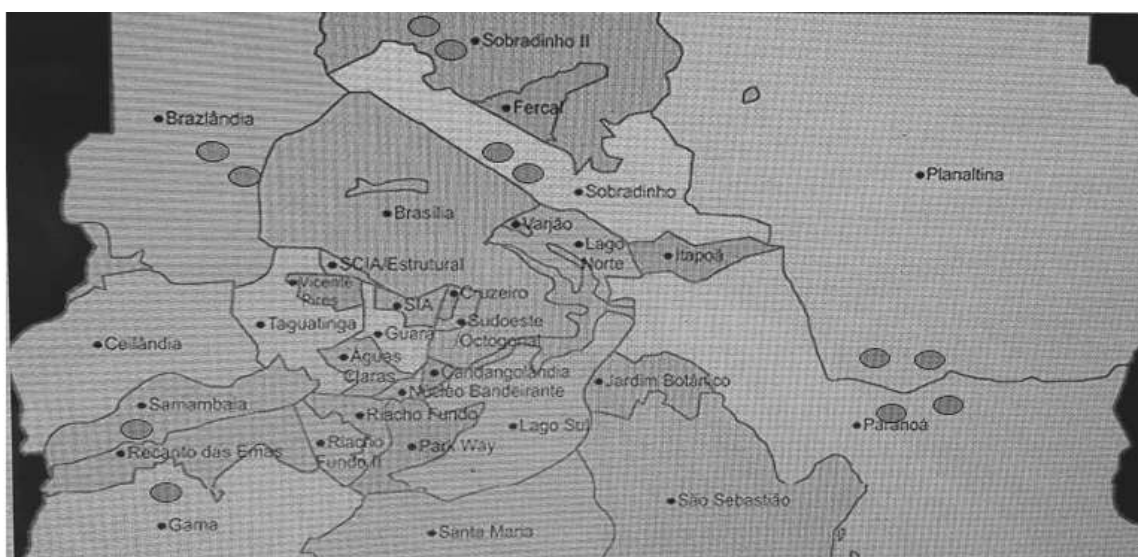 Sobradinho II
Fercal
Brazlândia
Planaltina
Sobradinho
Brasília
Varjão
Lago
Norte
Itapoã
SCIA/Estrutural
Vicente
Pires
SIA
Cruzeiro
Taguatinga
Guará
Sudoeste
/Octogonal
Ceilândia
Águas
Claras
Candangolândia
Núcleo Bandeirante
Jardim Botânico
Samambaia
Riacho Fundo
Lago Sul
Paranoá
Recanto das Emas
Riacho
Fundo II
Park Way
São Sebastião
Gama
Santa Maria